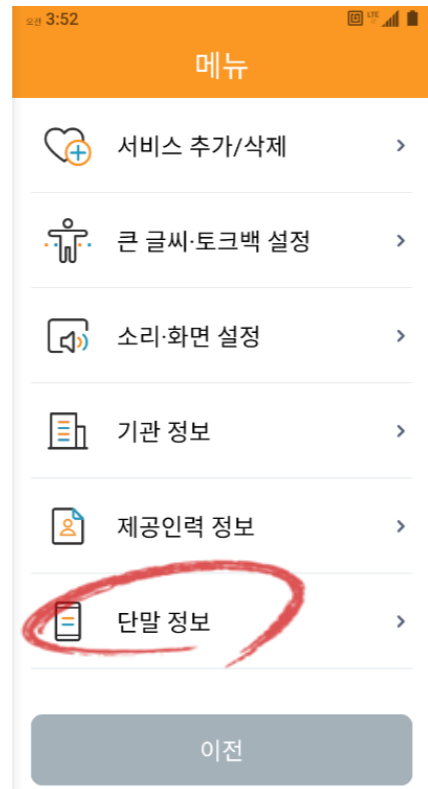 오전 3:52
LTE
메뉴
서비스 추가/삭제
큰 글씨·토크백 설정
소리·화면 설정
기관 정보
제공인력 정보
단말 정보
이전